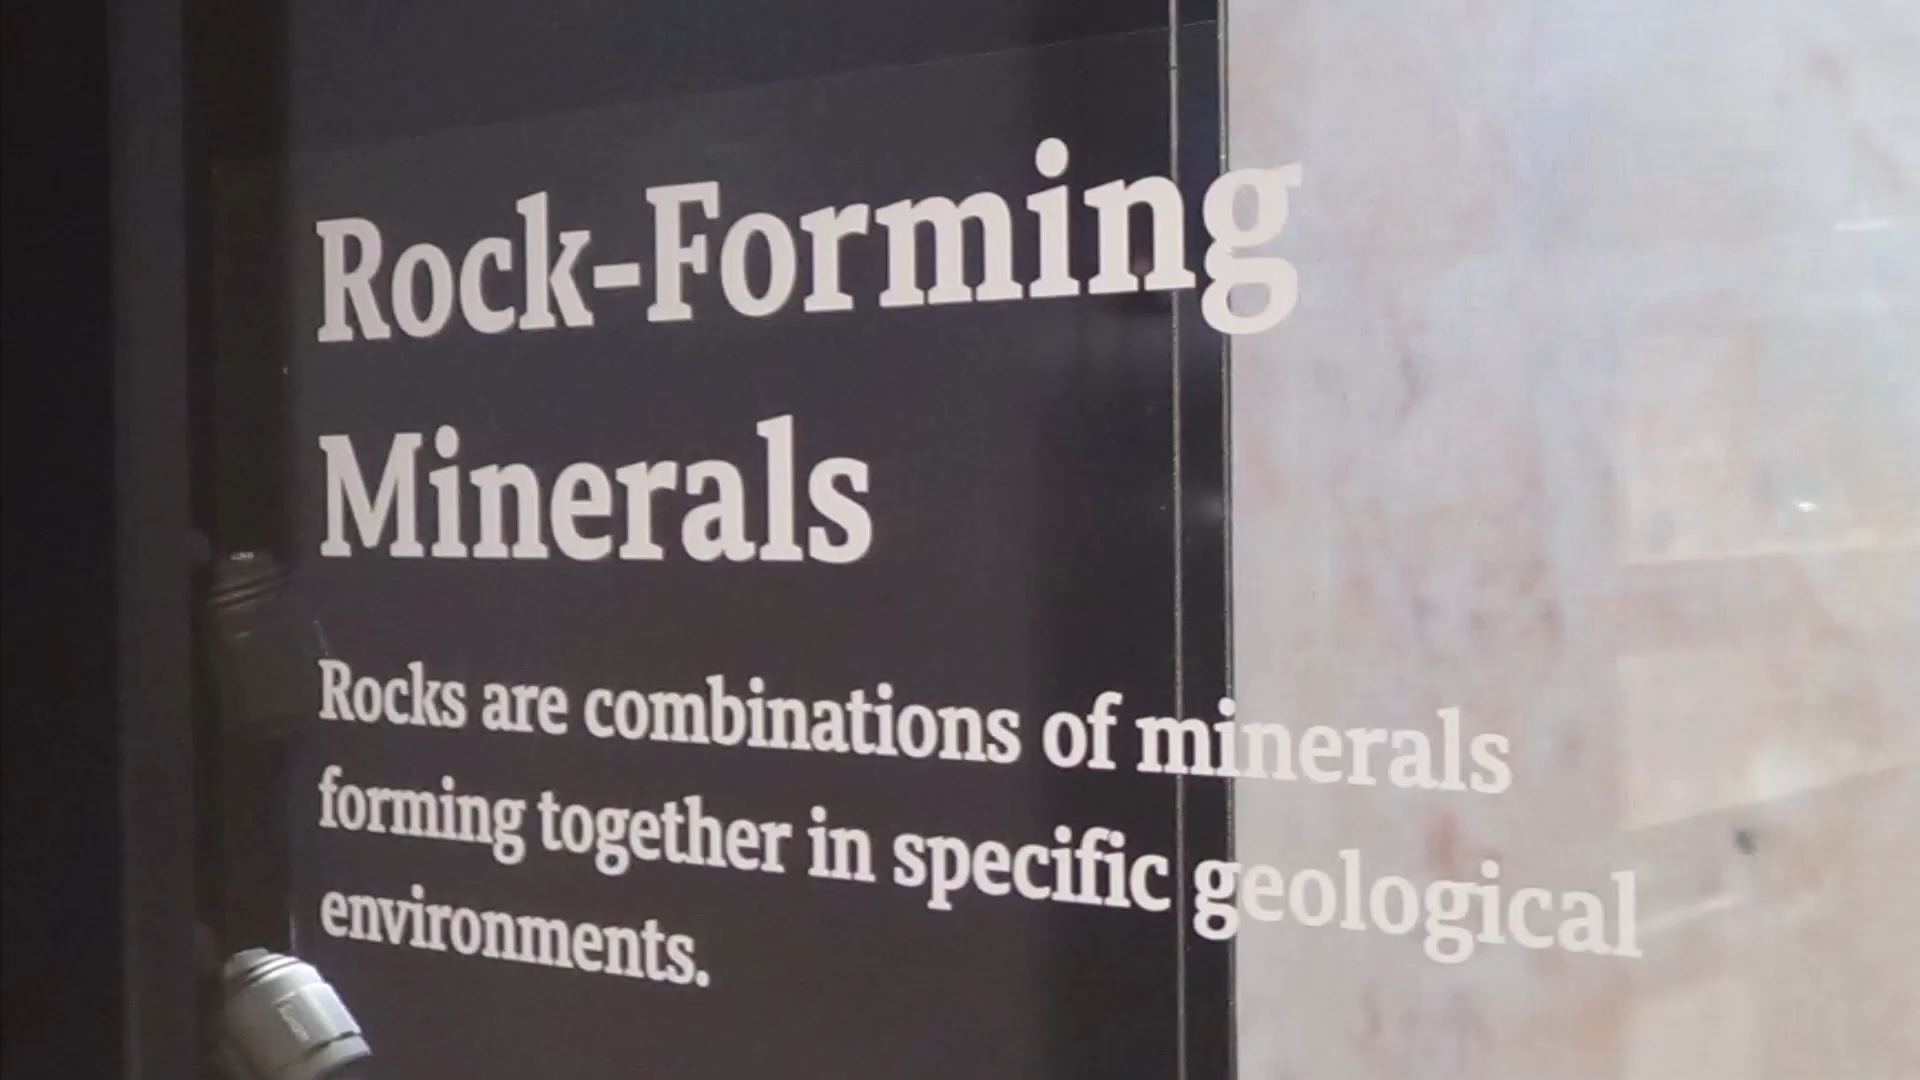 Rock-Forming
Minerals
Rocks are combinations of minerals
forming together in specific geological
environments.